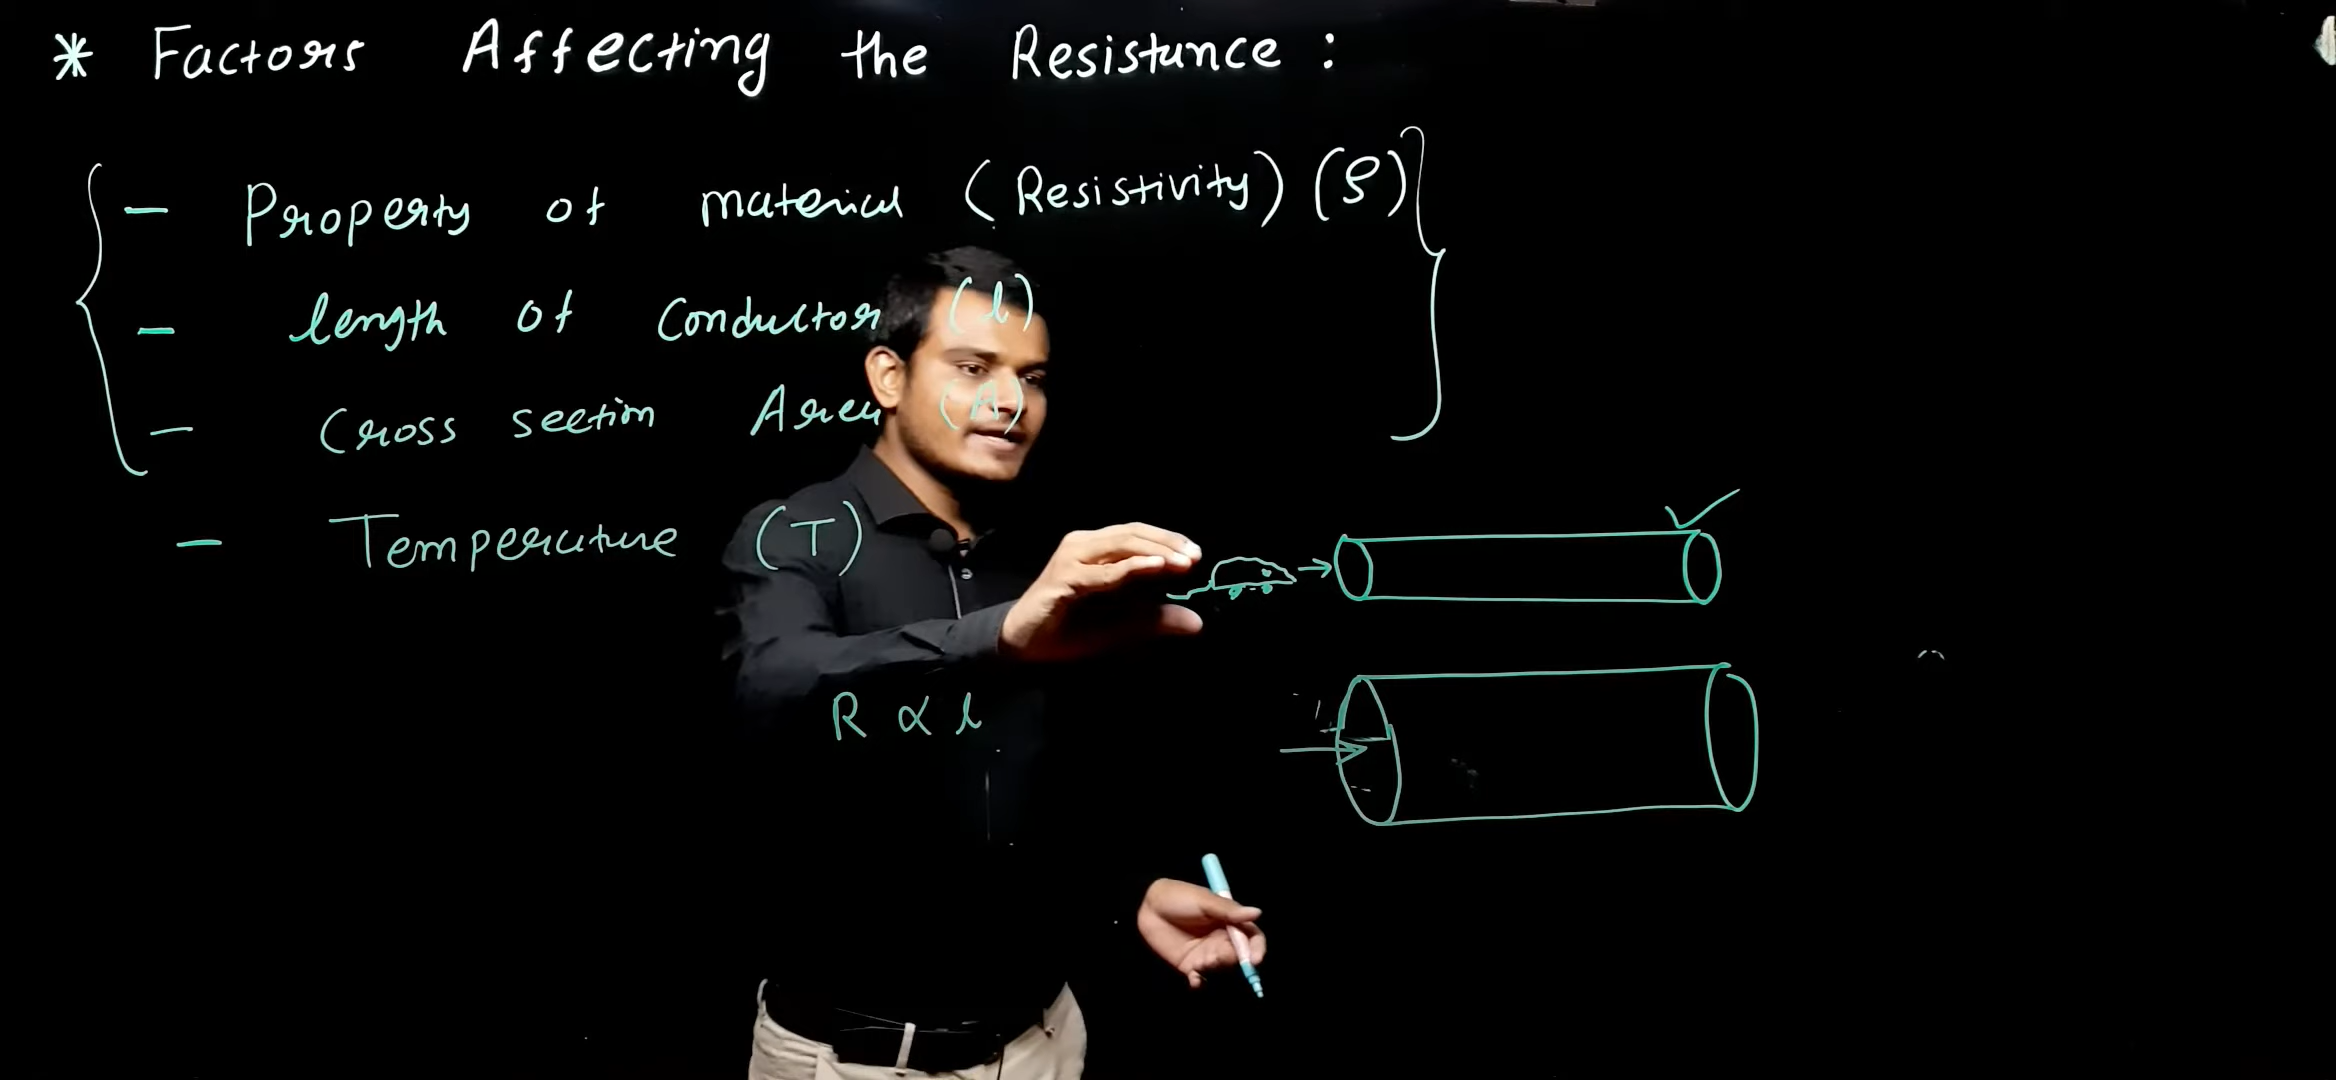 * Factors Affecting the Resistance :
- Property of material (Resistivity) (ρ)
- length of Conductor (l)
- Cross section Area (A)
- Temperature (T)
R ∝ l